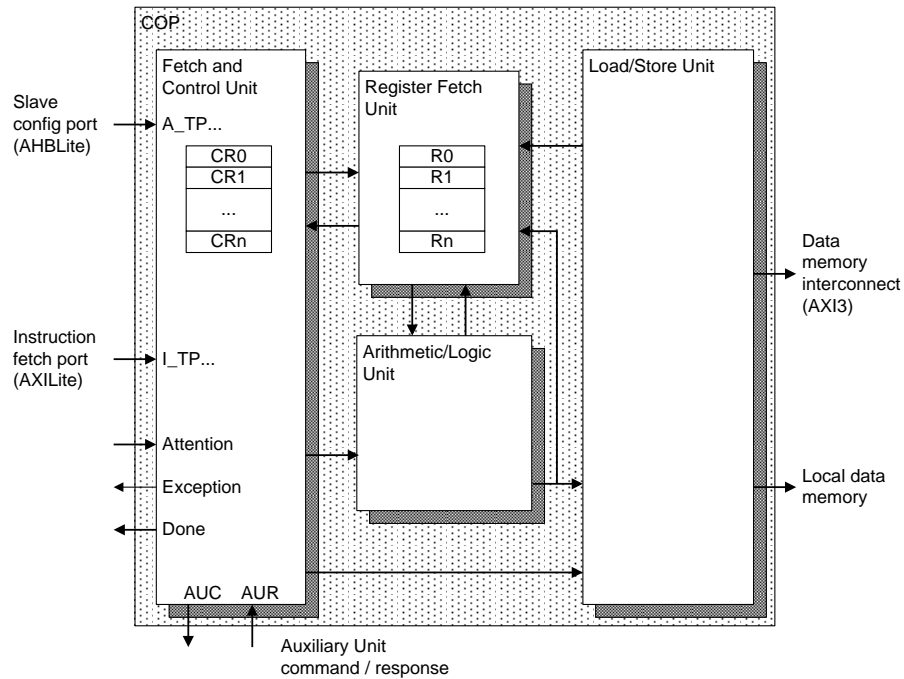 COP
Fetch and
Control Unit
Slave
config port
(AHBLite)
A_TP...
CR0
CR1
...
CRn
Instruction
fetch port
(AXILite)
I_TP...
Attention
Exception
Done
AUC AUR
Auxiliary Unit
command / response
Register Fetch
Unit
R0
R1
...
Rn
Arithmetic/Logic
Unit
Load/Store Unit
Data
memory
interconnect
(AXI3)
Local data
memory